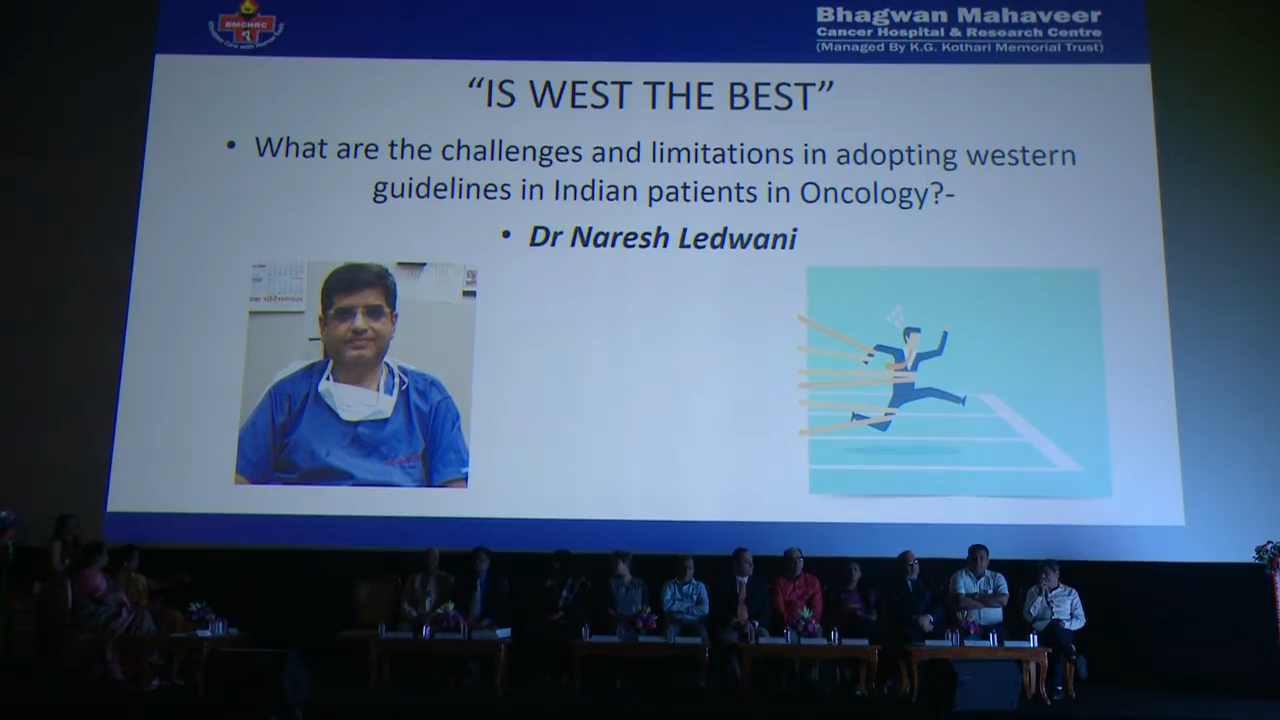 BMCHRC
Bhagwan Mahaveer
Cancer Hospital & Research Centre
(Managed By K.G. Kothari Memorial Trust)
“IS WEST THE BEST”
• What are the challenges and limitations in adopting western
guidelines in Indian patients in Oncology?-
• Dr Naresh Ledwani